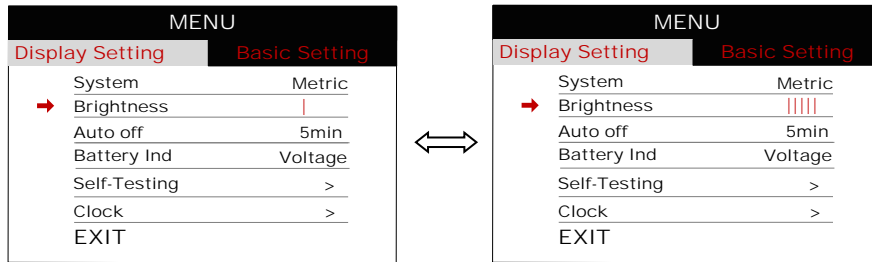 MENU
Display Setting Basic Setting
System Metric
Brightness |
Auto off 5min
Battery Ind Voltage
Self-Testing >
Clock >
EXIT
MENU
Display Setting Basic Setting
System Metric
Brightness |||||
Auto off 5min
Battery Ind Voltage
Self-Testing >
Clock >
EXIT